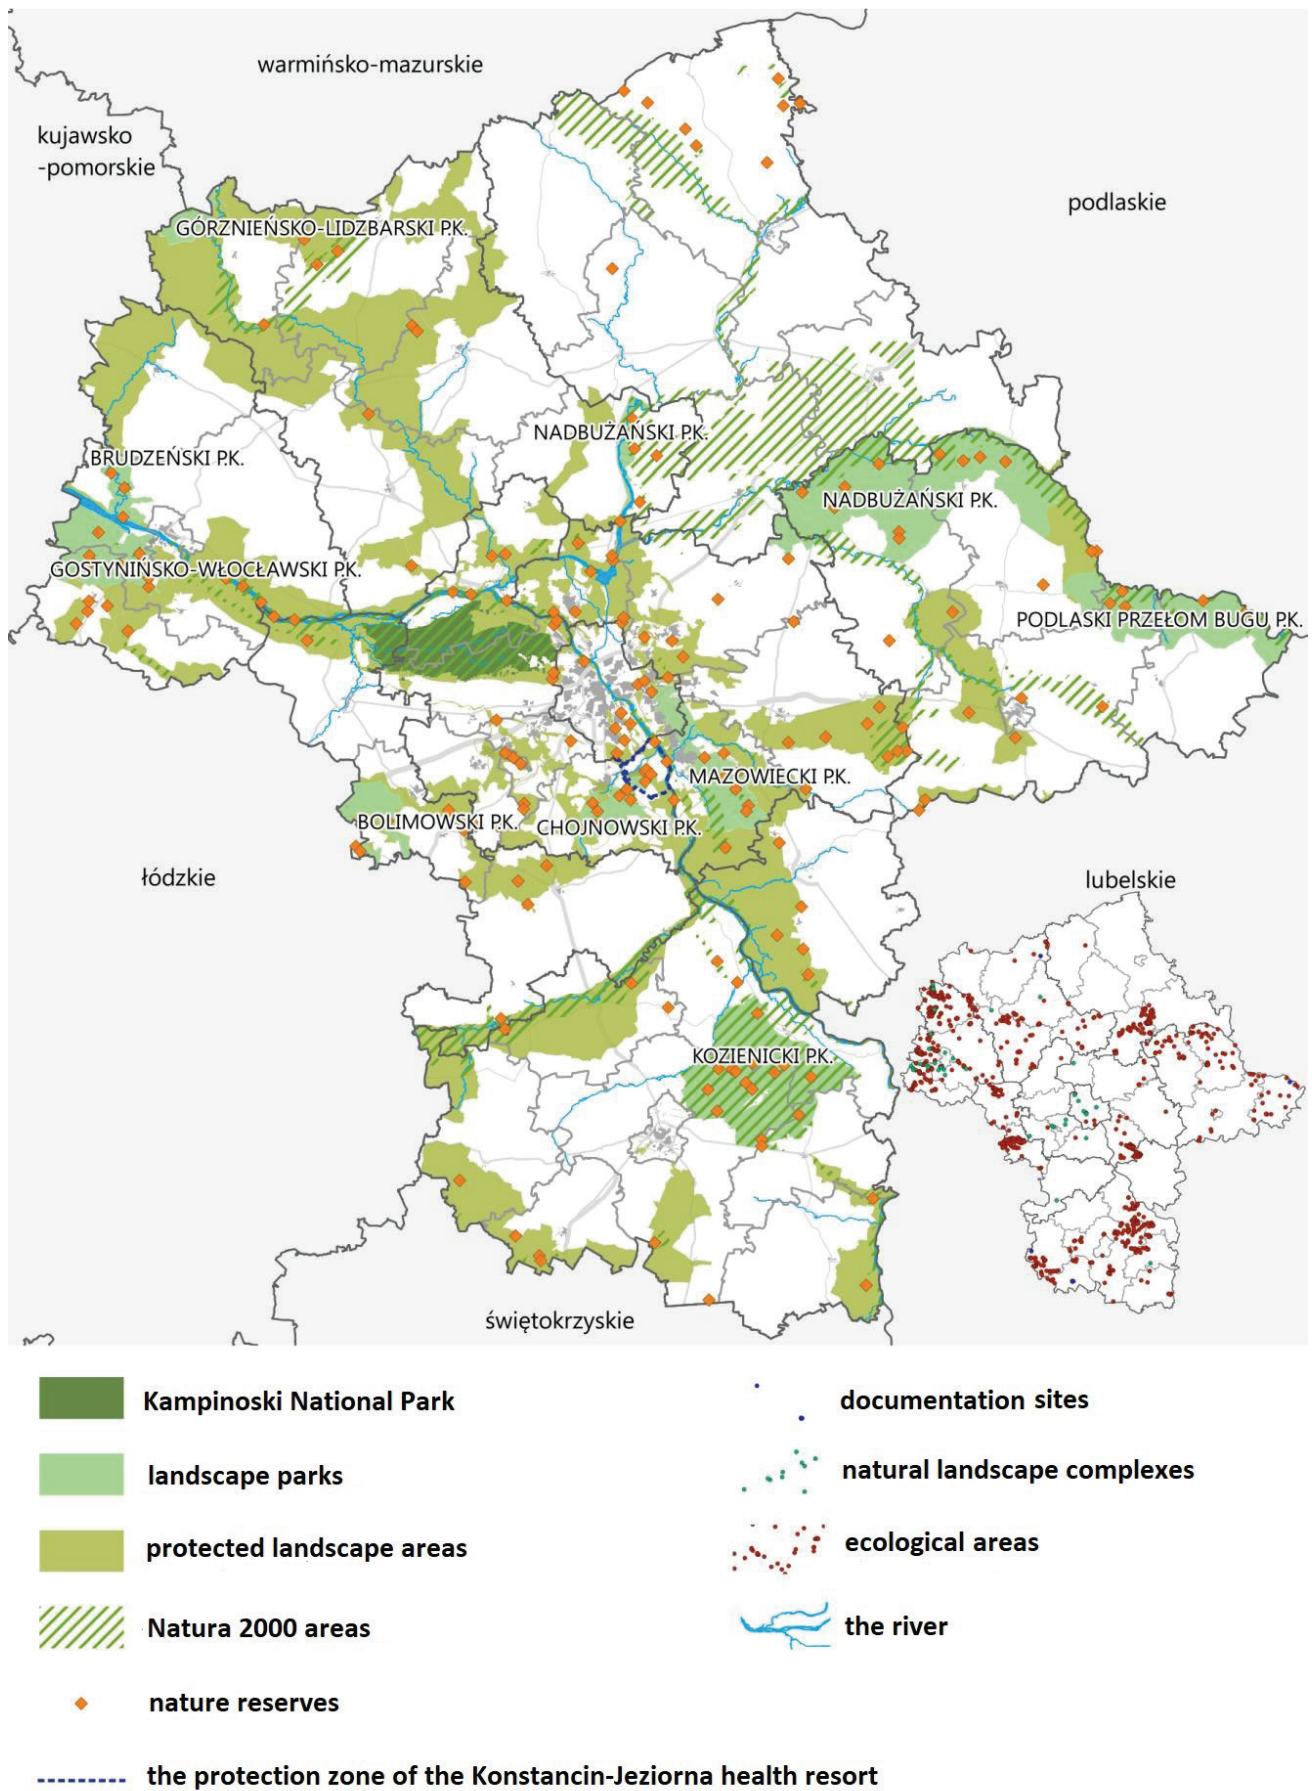 warmińsko-mazurskie
kujawsko
-pomorskie
podlaskie
GÓRZNIEŃSKO-LIDZBARSKI P.K.
NADBUŻAŃSKI P.K.
BRUDZEŃSKI P.K.
NADBUŻAŃSKI P.K.
GOSTYNIŃSKO-WŁOCŁAWSKI P.K.
PODLASKI PRZEŁOM BUGU P.K.
MAZOWIECKI P.K.
BOLIMOWSKI P.K.
CHOJNOWSKI P.K.
łódzkie
lubelskie
KOZIENICKI P.K.
świętokrzyskie
Kampinoski National Park
landscape parks
protected landscape areas
Natura 2000 areas
nature reserves
the protection zone of the Konstancin-Jeziorna health resort
documentation sites
natural landscape complexes
ecological areas
the river